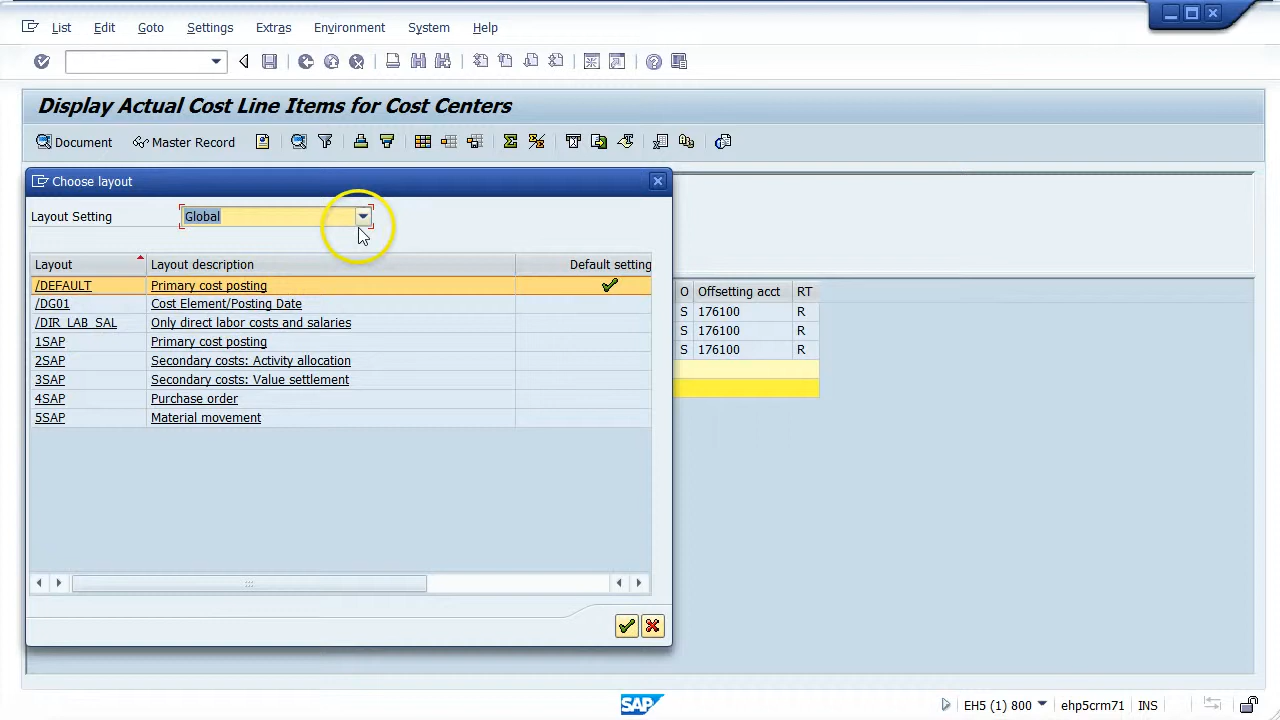 List Edit Goto Settings Extras Environment System Help
Display Actual Cost Line Items for Cost Centers
Document Master Record
Choose layout
Layout Setting Global
Layout Layout description Default setting
/DEFAULT Primary cost posting
/DG01 Cost Element/Posting Date
/DIR_LAB_SAL Only direct labor costs and salaries
1SAP Primary cost posting
2SAP Secondary costs: Activity allocation
3SAP Secondary costs: Value settlement
4SAP Purchase order
5SAP Material movement
O Offsetting acct RT
S 176100 R
S 176100 R
S 176100 R
SAP EH5 (1) 800 ehp5crm71 INS